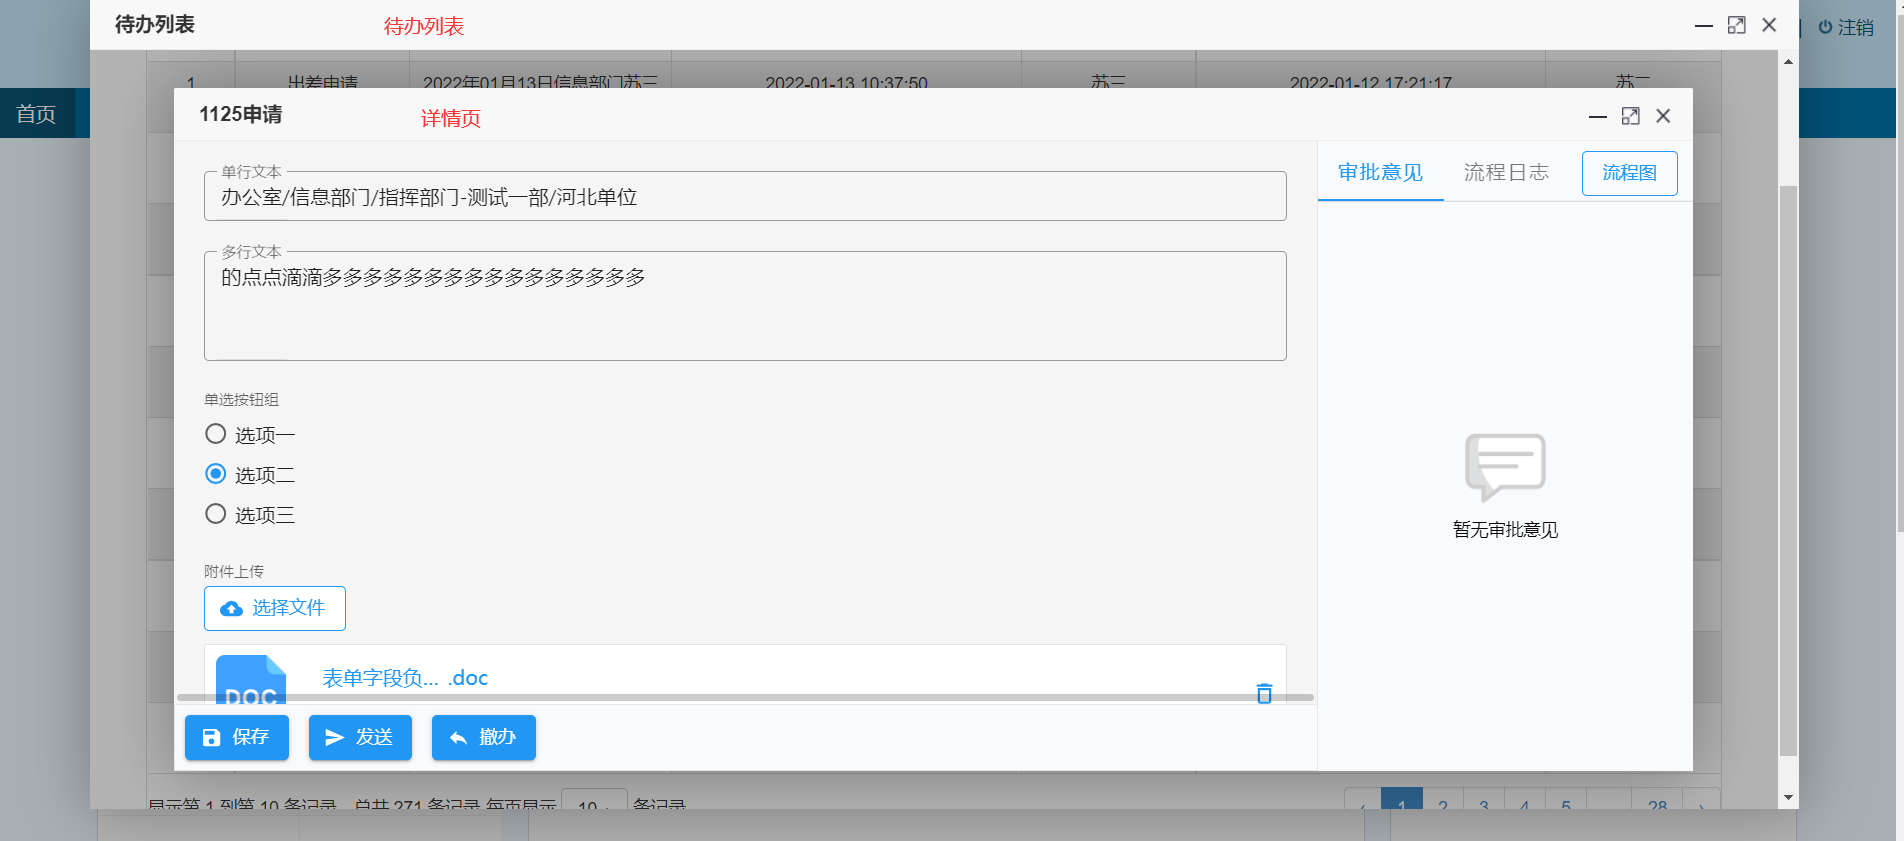 待办列表 待办列表
注销
首页
1 出差申请 2022年01月13日信息部门苏三 2022-01-13 10:37:50 苏三 2022-01-12 17:21:17
1125申请 详情页
单行文本
办公室/信息部门/指挥部门-测试一部/河北单位
多行文本
的点点滴滴多多多多多多多多多多多多多多多多
单选按钮组
选项一
选项二
选项三
附件上传
选择文件
表单字段负... .doc
DOC
保存 发送 撤办
审批意见 流程日志 流程图
暂无审批意见
显示第 1 到第 10 条记录，总共 271 条记录 每页显示 10 条记录
‹ 1 2 3 4 5 28 ›